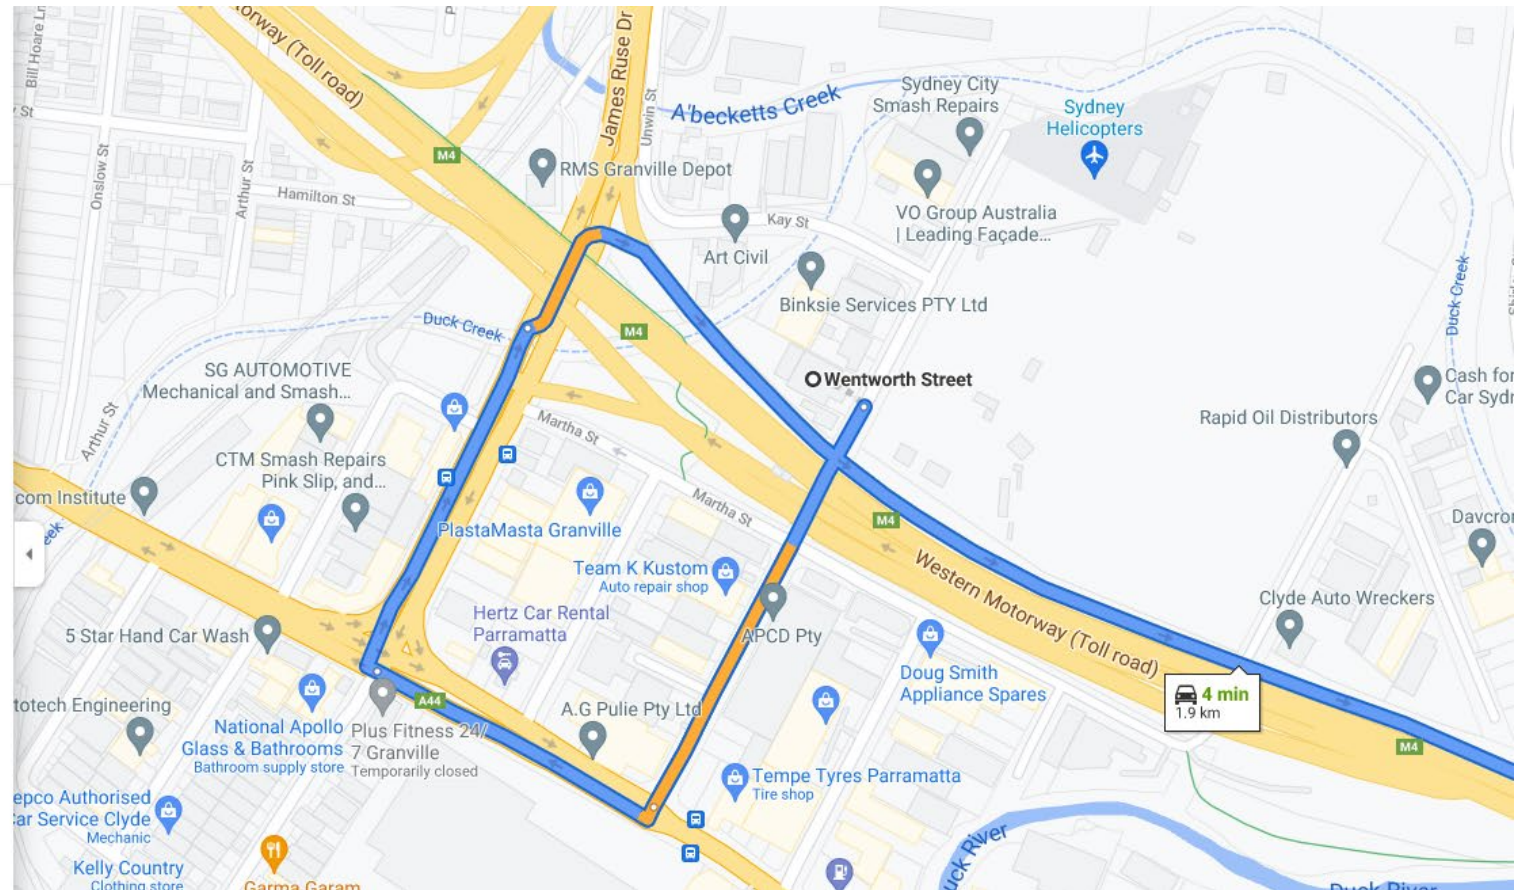 orway (Toll road)
Bill Hoare Ln
St
Onslow St
Arthur St
Hamilton St
M4
James Ruse Dr
Unwin St
A'becketts Creek
RMS Granville Depot
Sydney City
Smash Repairs
Sydney
Helicopters
VO Group Australia
| Leading Façade...
Kay St
Art Civil
Binksie Services PTY Ltd
Duck Creek
M4
Duck Creek
SG AUTOMOTIVE
Mechanical and Smash...
Wentworth Street
Cash for
Car Syd
Arthur St
Martha St
Rapid Oil Distributors
CTM Smash Repairs
Pink Slip, and...
com Institute
eek
PlastaMasta Granville
Martha St
M4
Davcro
Western Motorway (Toll road)
Team K Kustom
Auto repair shop
Hertz Car Rental
Parramatta
APCD Pty
Clyde Auto Wreckers
5 Star Hand Car Wash
Doug Smith
Appliance Spares
4 min
1.9 km
A44
totech Engineering
National Apollo
Glass & Bathrooms
Bathroom supply store
Plus Fitness 24/
7 Granville
Temporarily closed
A.G Pulie Pty Ltd
M4
Tempe Tyres Parramatta
Tire shop
epco Authorised
ar Service Clyde
Mechanic
Kelly Country
Clothing store
Garma Garam
uck River
Duck River